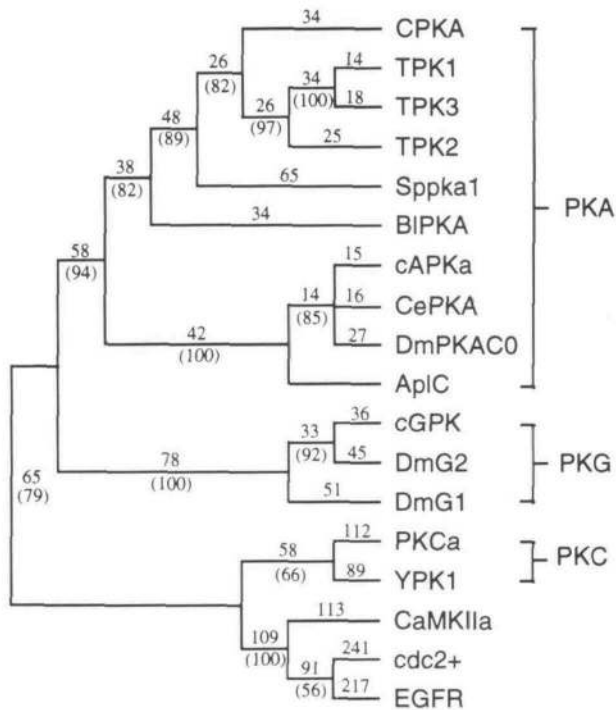 34 CPKA
26 14 TPK1
(82) 34
26 (100) 18 TPK3
48 (97)
(89) 25 TPK2
38 65 Sppka1
(82) 34 BlPKA PKA
58 15 cAPKa
(94) 14 16 CePKA
42 (85) 27 DmPKAC0
(100) AplC
33 36 cGPK
78 (92) 45 DmG2 PKG
65 (100) 51 DmG1
(79)
58 112 PKCa PKC
(66) 89 YPK1
109 113 CaMKIIa
(100) 91 241 cdc2+
(56) 217 EGFR